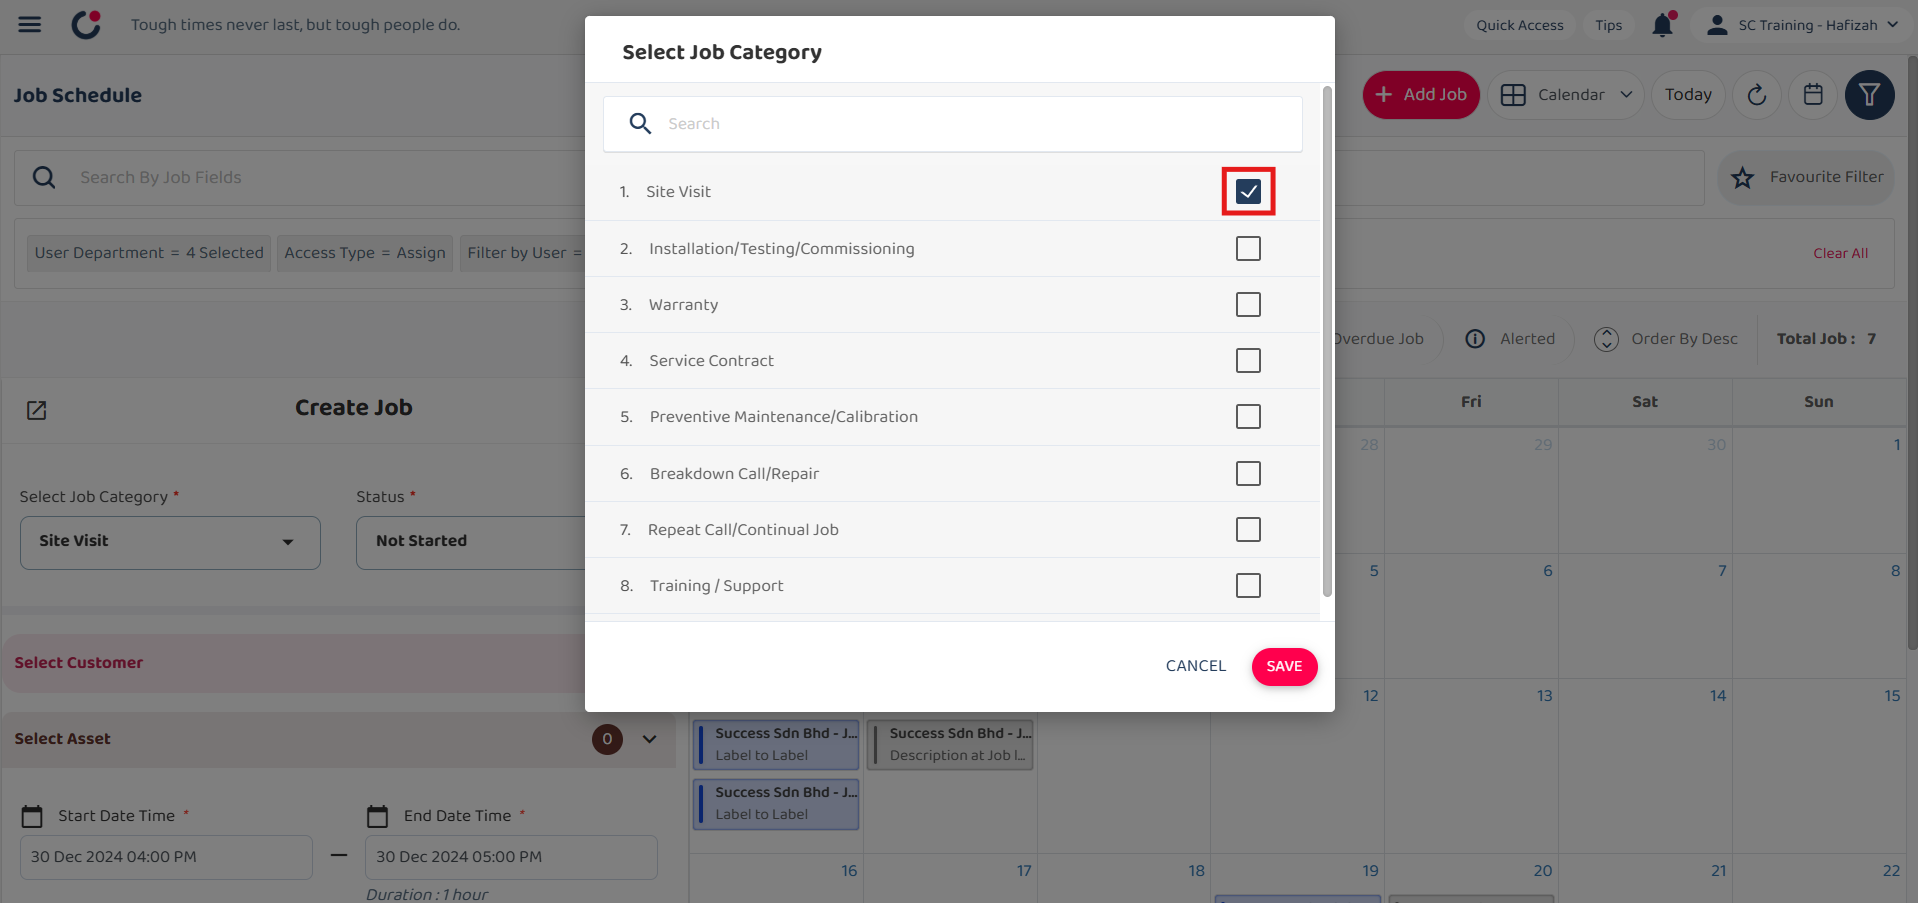 Tough times never last, but tough people do.
Quick Access
Tips
SC Training - Hafizah
Select Job Category
Job Schedule
+ Add Job
Calendar
Today
Search
Search By Job Fields
Favourite Filter
1. Site Visit
User Department = 4 Selected
Access Type = Assign
Filter by User =
Clear All
2. Installation/Testing/Commissioning
3. Warranty
4. Service Contract
5. Preventive Maintenance/Calibration
6. Breakdown Call/Repair
7. Repeat Call/Continual Job
8. Training / Support
CANCEL
SAVE
Overdue Job
Alerted
Order By Desc
Total Job : 7
Create Job
Select Job Category *
Status *
Site Visit
Not Started
Select Customer
Select Asset
0
Start Date Time *
End Date Time *
30 Dec 2024 04:00 PM
—
30 Dec 2024 05:00 PM
Duration : 1 hour
Fri
Sat
Sun
28
29
30
1
5
6
7
8
12
13
14
15
Success Sdn Bhd - J...
Label to Label
Success Sdn Bhd - J...
Description at Job l...
Success Sdn Bhd - J...
Label to Label
16
17
18
19
20
21
22